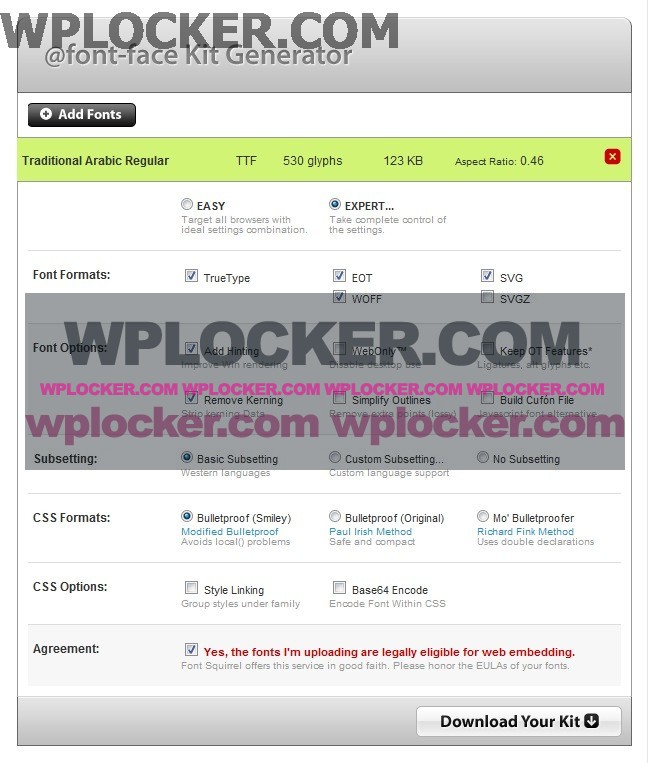 WPLOCKER.COM
@font-face Kit Generator
Add Fonts
Traditional Arabic Regular TTF 530 glyphs 123 KB Aspect Ratio: 0.46
EASY EXPERT...
Target all browsers with Take complete control of
ideal settings combination. the settings.
Font Formats: TrueType EOT SVG
WOFF SVGZ
WPLOCKER.COM
Font Options: Add Hinting WebOnly™ Keep OT Features*
Improve Win rendering Disable desktop use Ligatures, alt glyphs etc.
WPLOCKER.COM WPLOCKER.COM WPLOCKER.COM WPLOCKER.COM
Remove Kerning Simplify Outlines Build Cufón File
Strip kerning Data Remove extra points (lossy) Javascript font alternative
wplocker.com wplocker.com wplocker.com
Subsetting: Basic Subsetting Custom Subsetting... No Subsetting
Western languages Custom language support
CSS Formats: Bulletproof (Smiley) Bulletproof (Original) Mo' Bulletproofer
Modified Bulletproof Paul Irish Method Richard Fink Method
Avoids local() problems Safe and compact Uses double declarations
CSS Options: Style Linking Base64 Encode
Group styles under family Encode Font Within CSS
Agreement: Yes, the fonts I'm uploading are legally eligible for web embedding.
Font Squirrel offers this service in good faith. Please honor the EULAs of your fonts.
Download Your Kit